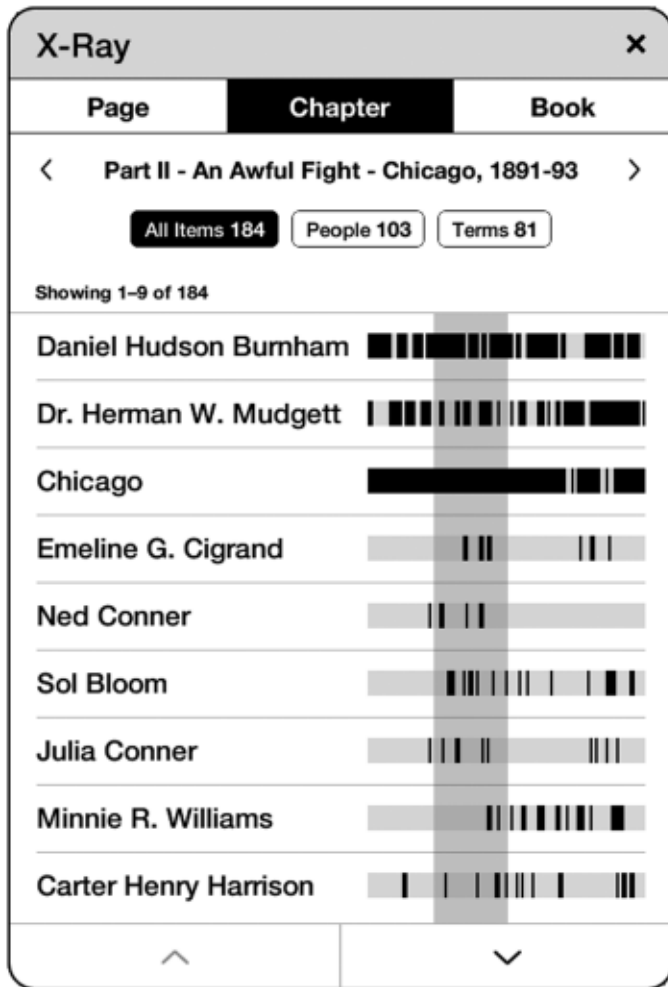 X-Ray ×
Page Chapter Book
< Part II - An Awful Fight - Chicago, 1891-93 >
All Items 184 People 103 Terms 81
Showing 1–9 of 184
Daniel Hudson Burnham
Dr. Herman W. Mudgett
Chicago
Emeline G. Cigrand
Ned Conner
Sol Bloom
Julia Conner
Minnie R. Williams
Carter Henry Harrison